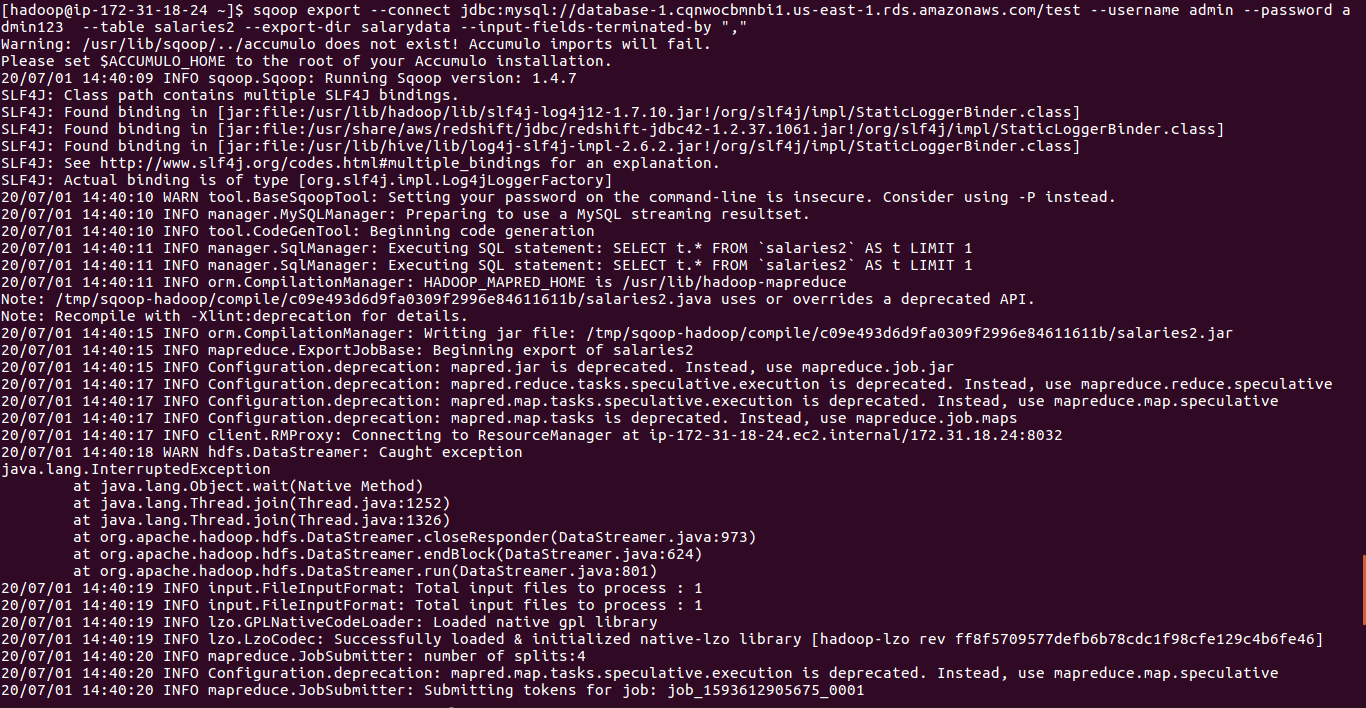 [hadoop@ip-172-31-18-24 ~]$ sqoop export --connect jdbc:mysql://database-1.cqnwocbmnbi1.us-east-1.rds.amazonaws.com/test --username admin --password a
dmin123  --table salaries2 --export-dir salarydata --input-fields-terminated-by ","
Warning: /usr/lib/sqoop/../accumulo does not exist! Accumulo imports will fail.
Please set $ACCUMULO_HOME to the root of your Accumulo installation.
20/07/01 14:40:09 INFO sqoop.Sqoop: Running Sqoop version: 1.4.7
SLF4J: Class path contains multiple SLF4J bindings.
SLF4J: Found binding in [jar:file:/usr/lib/hadoop/lib/slf4j-log4j12-1.7.10.jar!/org/slf4j/impl/StaticLoggerBinder.class]
SLF4J: Found binding in [jar:file:/usr/share/aws/redshift/jdbc/redshift-jdbc42-1.2.37.1061.jar!/org/slf4j/impl/StaticLoggerBinder.class]
SLF4J: Found binding in [jar:file:/usr/lib/hive/lib/log4j-slf4j-impl-2.6.2.jar!/org/slf4j/impl/StaticLoggerBinder.class]
SLF4J: See http://www.slf4j.org/codes.html#multiple_bindings for an explanation.
SLF4J: Actual binding is of type [org.slf4j.impl.Log4jLoggerFactory]
20/07/01 14:40:10 WARN tool.BaseSqoopTool: Setting your password on the command-line is insecure. Consider using -P instead.
20/07/01 14:40:10 INFO manager.MySQLManager: Preparing to use a MySQL streaming resultset.
20/07/01 14:40:10 INFO tool.CodeGenTool: Beginning code generation
20/07/01 14:40:11 INFO manager.SqlManager: Executing SQL statement: SELECT t.* FROM `salaries2` AS t LIMIT 1
20/07/01 14:40:11 INFO manager.SqlManager: Executing SQL statement: SELECT t.* FROM `salaries2` AS t LIMIT 1
20/07/01 14:40:11 INFO orm.CompilationManager: HADOOP_MAPRED_HOME is /usr/lib/hadoop-mapreduce
Note: /tmp/sqoop-hadoop/compile/c09e493d6d9fa0309f2996e84611611b/salaries2.java uses or overrides a deprecated API.
Note: Recompile with -Xlint:deprecation for details.
20/07/01 14:40:15 INFO orm.CompilationManager: Writing jar file: /tmp/sqoop-hadoop/compile/c09e493d6d9fa0309f2996e84611611b/salaries2.jar
20/07/01 14:40:15 INFO mapreduce.ExportJobBase: Beginning export of salaries2
20/07/01 14:40:15 INFO Configuration.deprecation: mapred.jar is deprecated. Instead, use mapreduce.job.jar
20/07/01 14:40:17 INFO Configuration.deprecation: mapred.reduce.tasks.speculative.execution is deprecated. Instead, use mapreduce.reduce.speculative
20/07/01 14:40:17 INFO Configuration.deprecation: mapred.map.tasks.speculative.execution is deprecated. Instead, use mapreduce.map.speculative
20/07/01 14:40:17 INFO Configuration.deprecation: mapred.map.tasks is deprecated. Instead, use mapreduce.job.maps
20/07/01 14:40:17 INFO client.RMProxy: Connecting to ResourceManager at ip-172-31-18-24.ec2.internal/172.31.18.24:8032
20/07/01 14:40:18 WARN hdfs.DataStreamer: Caught exception
java.lang.InterruptedException
        at java.lang.Object.wait(Native Method)
        at java.lang.Thread.join(Thread.java:1252)
        at java.lang.Thread.join(Thread.java:1326)
        at org.apache.hadoop.hdfs.DataStreamer.closeResponder(DataStreamer.java:973)
        at org.apache.hadoop.hdfs.DataStreamer.endBlock(DataStreamer.java:624)
        at org.apache.hadoop.hdfs.DataStreamer.run(DataStreamer.java:801)
20/07/01 14:40:19 INFO input.FileInputFormat: Total input files to process : 1
20/07/01 14:40:19 INFO input.FileInputFormat: Total input files to process : 1
20/07/01 14:40:19 INFO lzo.GPLNativeCodeLoader: Loaded native gpl library
20/07/01 14:40:19 INFO lzo.LzoCodec: Successfully loaded & initialized native-lzo library [hadoop-lzo rev ff8f5709577defb6b78cdc1f98cfe129c4b6fe46]
20/07/01 14:40:20 INFO mapreduce.JobSubmitter: number of splits:4
20/07/01 14:40:20 INFO Configuration.deprecation: mapred.map.tasks.speculative.execution is deprecated. Instead, use mapreduce.map.speculative
20/07/01 14:40:20 INFO mapreduce.JobSubmitter: Submitting tokens for job: job_1593612905675_0001